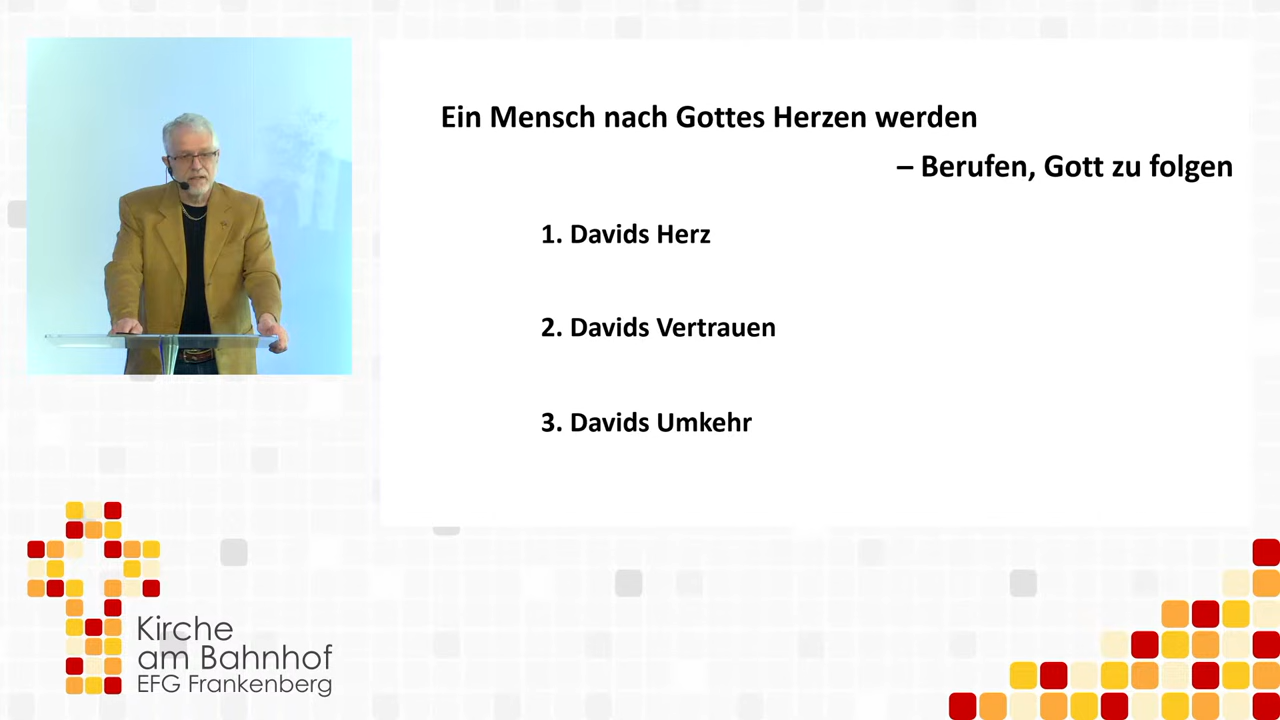 Ein Mensch nach Gottes Herzen werden
– Berufen, Gott zu folgen
1. Davids Herz
2. Davids Vertrauen
3. Davids Umkehr
Kirche
am Bahnhof
EFG Frankenberg